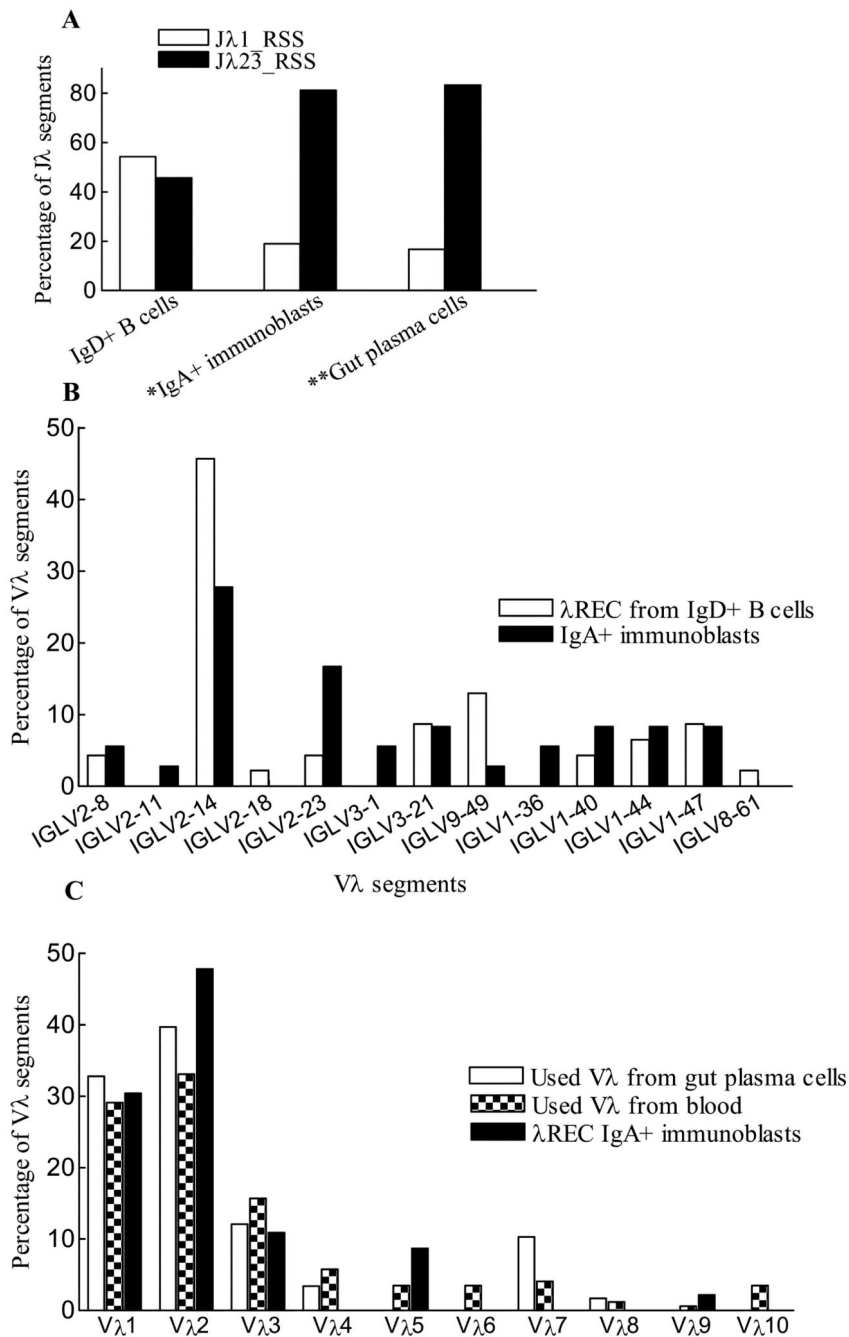 A
Jλ1_RSS
Jλ23_RSS
Percentage of Jλ segments
80
60
40
20
0
IgD+ B cells
*IgA+ immunoblasts
**Gut plasma cells
B
Percentage of Vλ segments
50
40
30
20
10
0
λREC from IgD+ B cells
IgA+ immunoblasts
IGLV2-8
IGLV2-11
IGLV2-14
IGLV2-18
IGLV2-23
IGLV3-1
IGLV3-21
IGLV9-49
IGLV1-36
IGLV1-40
IGLV1-44
IGLV1-47
IGLV8-61
Vλ segments
C
Percentage of Vλ segments
50
40
30
20
10
0
Used Vλ from gut plasma cells
Used Vλ from blood
λREC IgA+ immunoblasts
Vλ1 Vλ2 Vλ3 Vλ4 Vλ5 Vλ6 Vλ7 Vλ8 Vλ9 Vλ10